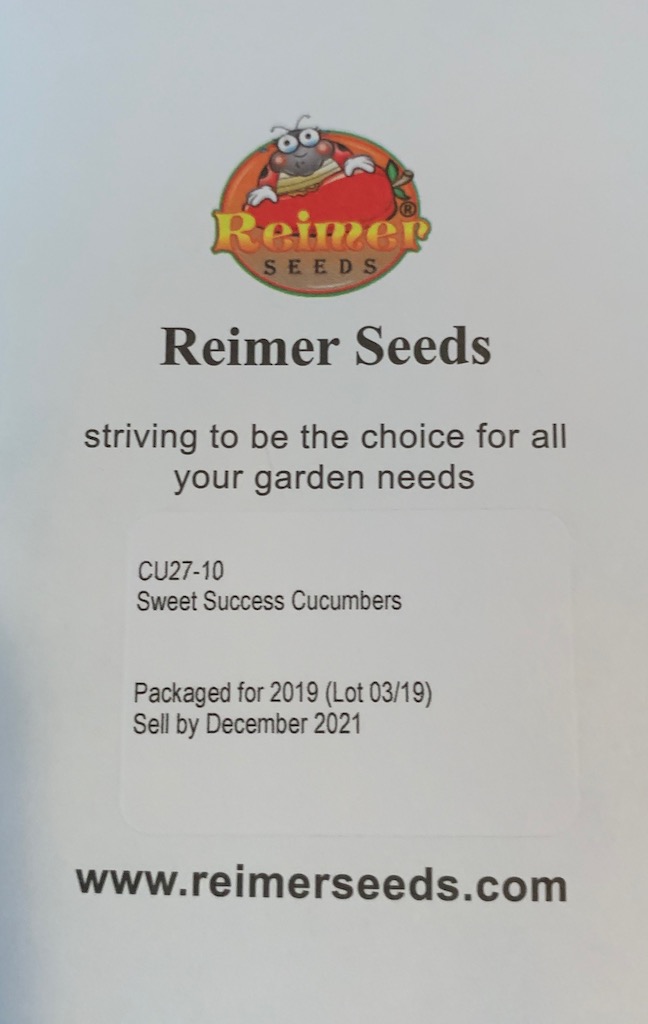 Reimer®
SEEDS
Reimer Seeds
striving to be the choice for all
your garden needs
CU27-10
Sweet Success Cucumbers
Packaged for 2019 (Lot 03/19)
Sell by December 2021
www.reimerseeds.com